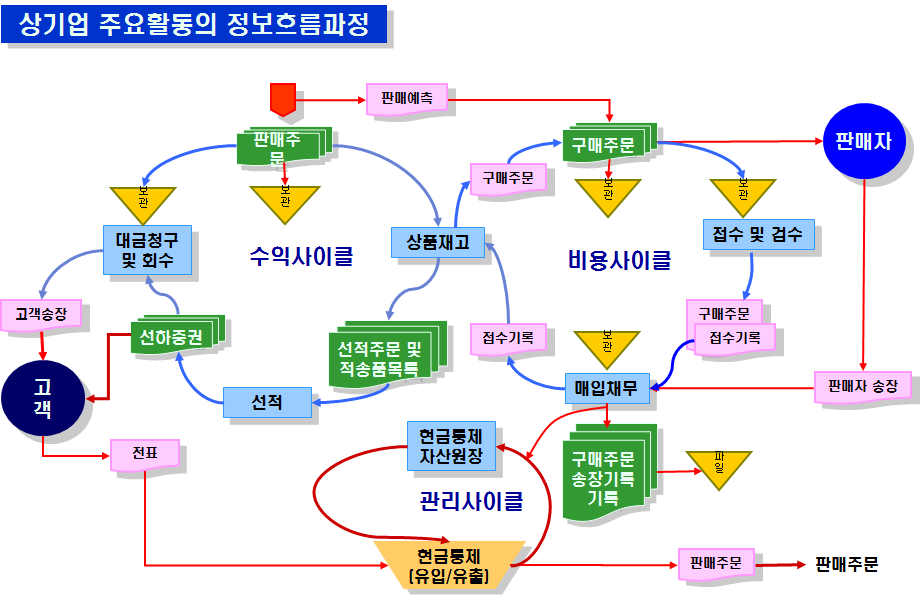 상기업 주요활동의 정보흐름과정
판매예측
판매주
문
구매주문
판매자
보
관
보
관
구매주문
보
관
보
관
대금청구
및 회수
수익사이클
상품재고
비용사이클
접수 및 검수
고객송장
선하증권
선적주문 및
적송품목록
접수기록
보
관
구매주문
접수기록
고
객
선적
매입채무
판매자 송장
전표
현금통제
자산원장
관리사이클
구매주문
송장기록
기록
파
일
현금통제
(유입/유출)
판매주문
판매주문